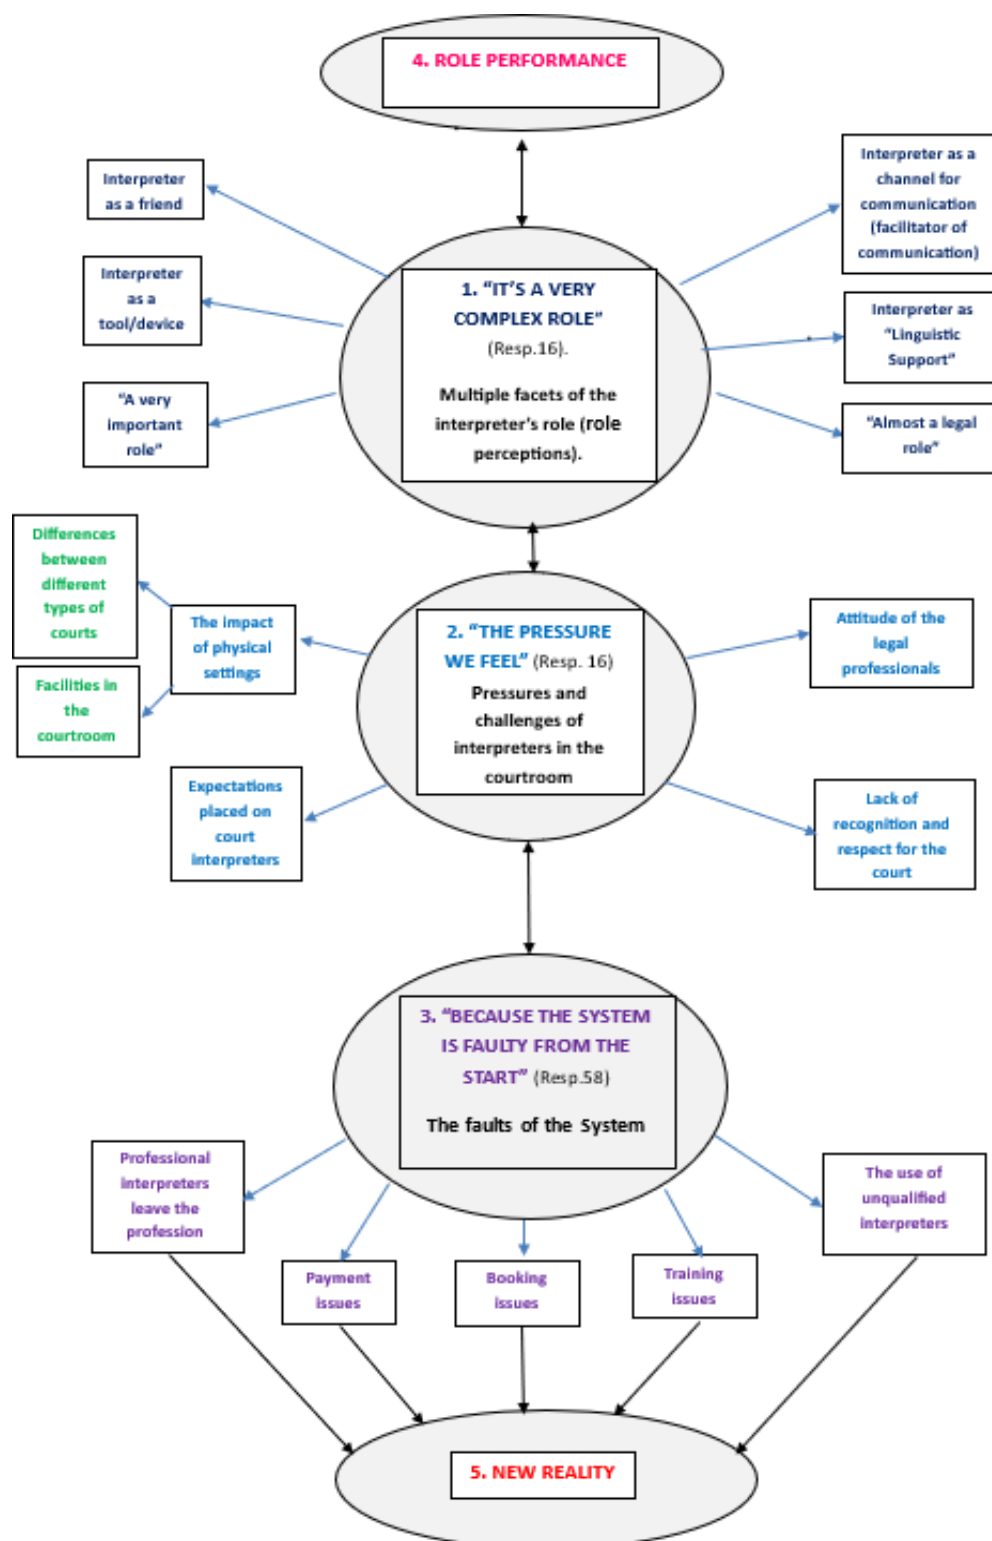 4. ROLE PERFORMANCE
Interpreter
as a friend
Interpreter
as a
tool/device
“A very
important
role”
1. “IT’S A VERY
COMPLEX ROLE”
(Resp.16).
Multiple facets of the
interpreter’s role (role
perceptions).
Interpreter as a
channel for
communication
(facilitator of
communication)
Interpreter as
“Linguistic
Support”
“Almost a legal
role”
Differences
between
different
types of
courts
Facilities in
the
courtroom
The impact
of physical
settings
Expectations
placed on
court
interpreters
2. “THE PRESSURE
WE FEEL” (Resp. 16)
Pressures and
challenges of
interpreters in the
courtroom
Attitude of the
legal
professionals
Lack of
recognition and
respect for the
court
3. “BECAUSE THE SYSTEM
IS FAULTY FROM THE
START” (Resp.58)
The faults of the System
Professional
interpreters
leave the
profession
Payment
issues
Booking
issues
Training
issues
The use of
unqualified
interpreters
5. NEW REALITY